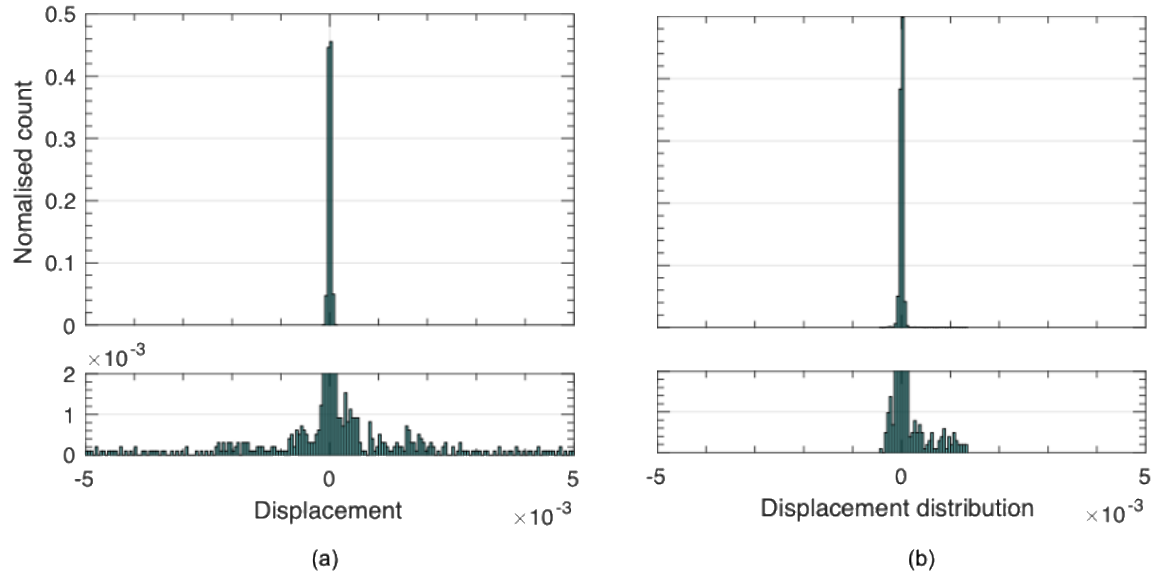 0.5
0.4
0.3
0.2
0.1
0
Nomalised count
×10-3
2
1
0
-5 0 5
Displacement
×10-3
(a)
-5 0 5
Displacement distribution
×10-3
(b)